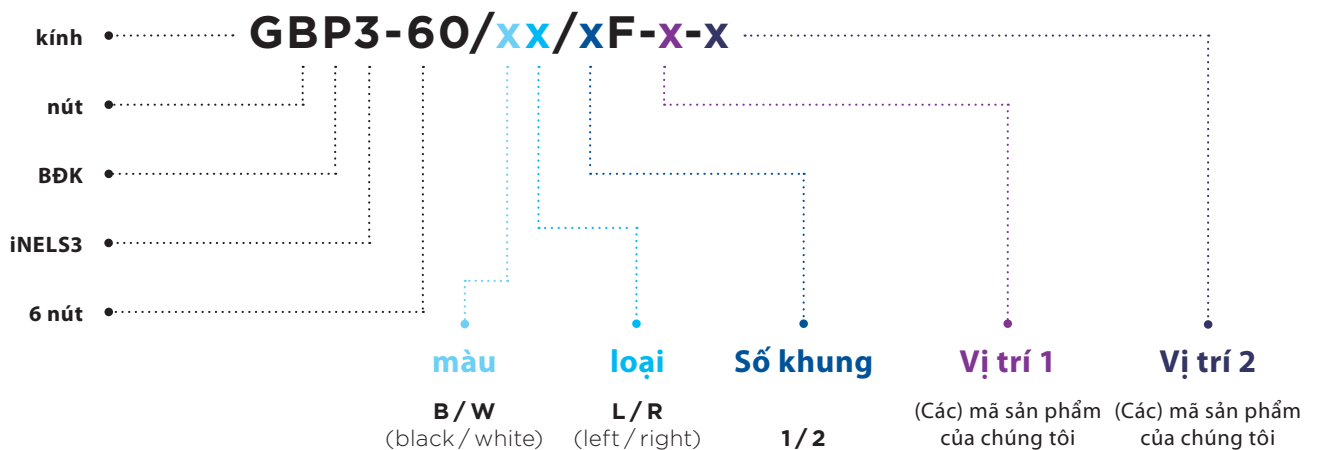 kính GBP3-60/xx/xF-x-x
nút
BĐK
iNELS3
6 nút
màu loại Số khung Vị trí 1 Vị trí 2
B / W L / R (Các) mã sản phẩm (Các) mã sản phẩm
(black / white) (left / right) 1 / 2 của chúng tôi của chúng tôi